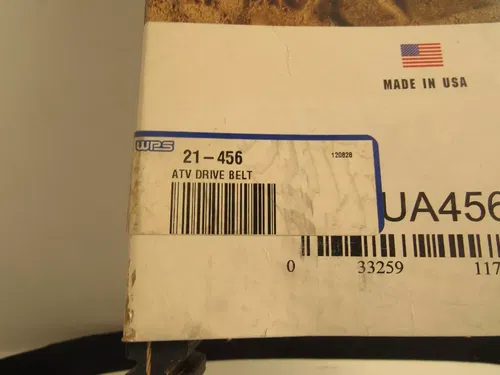 MADE IN USA
WPS 21-456 120828
ATV DRIVE BELT
UA456
0 33259 117